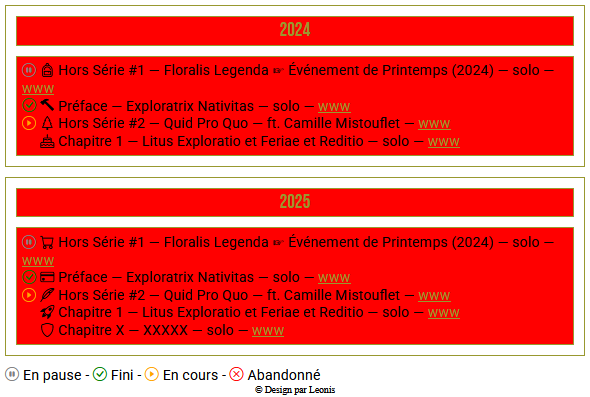 2024
Hors Série #1 — Floralis Legenda ☛ Événement de Printemps (2024) — solo —
www
Préface — Exploratrix Nativitas — solo — www
Hors Série #2 — Quid Pro Quo — ft. Camille Mistouflet — www
Chapitre 1 — Litus Exploratio et Feriae et Reditio — solo — www
2025
Hors Série #1 — Floralis Legenda ☛ Événement de Printemps (2024) — solo —
www
Préface — Exploratrix Nativitas — solo — www
Hors Série #2 — Quid Pro Quo — ft. Camille Mistouflet — www
Chapitre 1 — Litus Exploratio et Feriae et Reditio — solo — www
Chapitre X — XXXXX — solo — www
En pause - Fini - En cours - Abandonné
© Design par Leonis